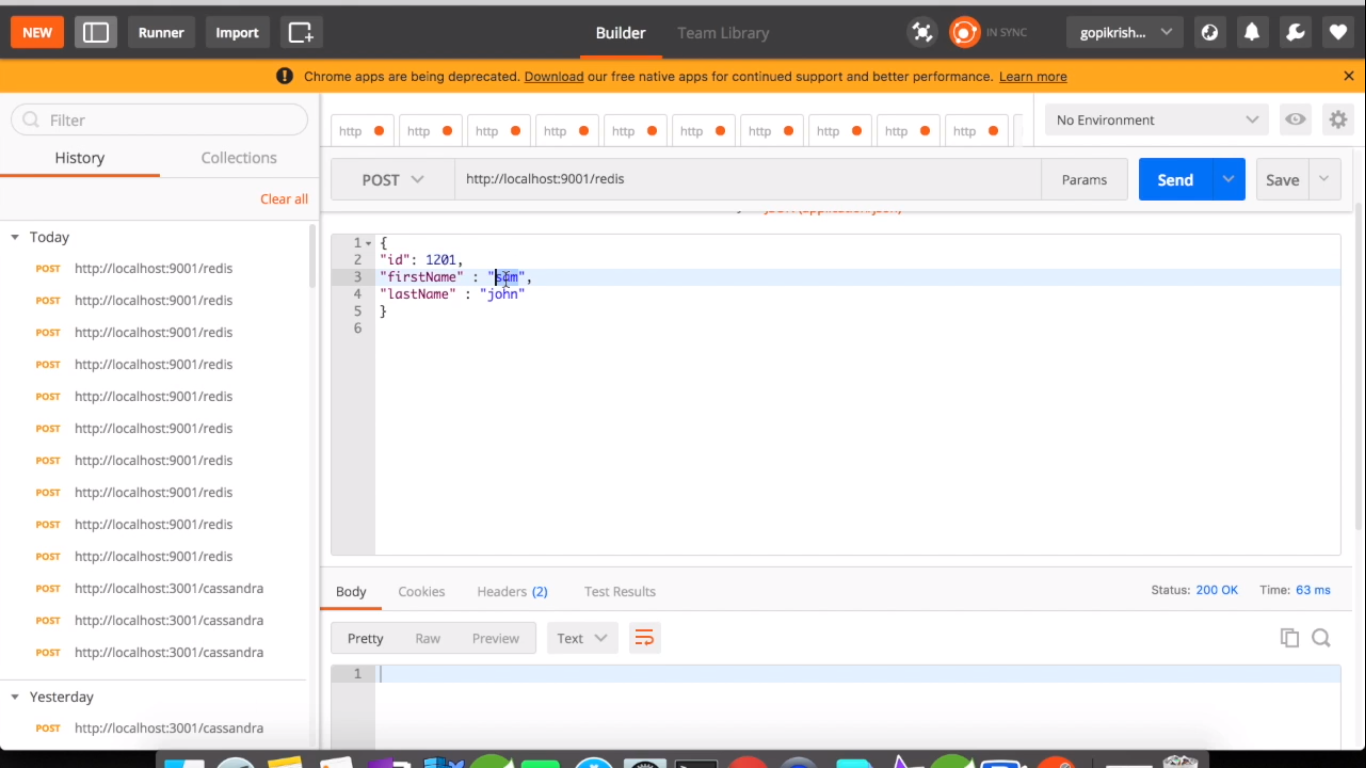 NEW Runner Import Builder Team Library IN SYNC gopikrish...
Chrome apps are being deprecated. Download our free native apps for continued support and better performance. Learn more
Filter
History Collections
Clear all
Today
POST http://localhost:9001/redis
POST http://localhost:9001/redis
POST http://localhost:9001/redis
POST http://localhost:9001/redis
POST http://localhost:9001/redis
POST http://localhost:9001/redis
POST http://localhost:9001/redis
POST http://localhost:9001/redis
POST http://localhost:9001/redis
POST http://localhost:9001/redis
POST http://localhost:3001/cassandra
POST http://localhost:3001/cassandra
POST http://localhost:3001/cassandra
Yesterday
POST http://localhost:3001/cassandra
http http http http http http http http http http
No Environment
POST http://localhost:9001/redis Params Send Save
1 {
2 "id": 1201,
3 "firstName" : "sam",
4 "lastName" : "john"
5 }
6
Body Cookies Headers (2) Test Results Status: 200 OK Time: 63 ms
Pretty Raw Preview Text
1